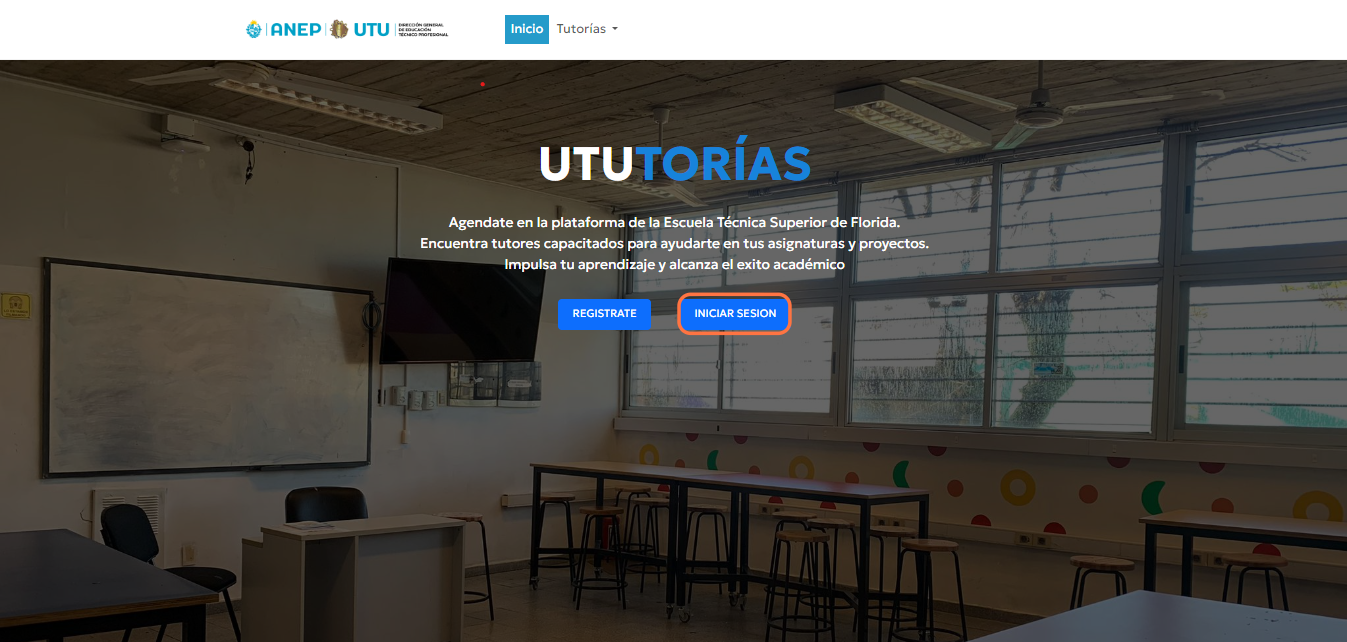 ANEP UTU DIRECCIÓN GENERAL
DE EDUCACIÓN
TÉCNICO PROFESIONAL
Inicio Tutorías
UTUTORÍAS
Agendate en la plataforma de la Escuela Técnica Superior de Florida.
Encuentra tutores capacitados para ayudarte en tus asignaturas y proyectos.
Impulsa tu aprendizaje y alcanza el exito académico
REGISTRATE INICIAR SESION